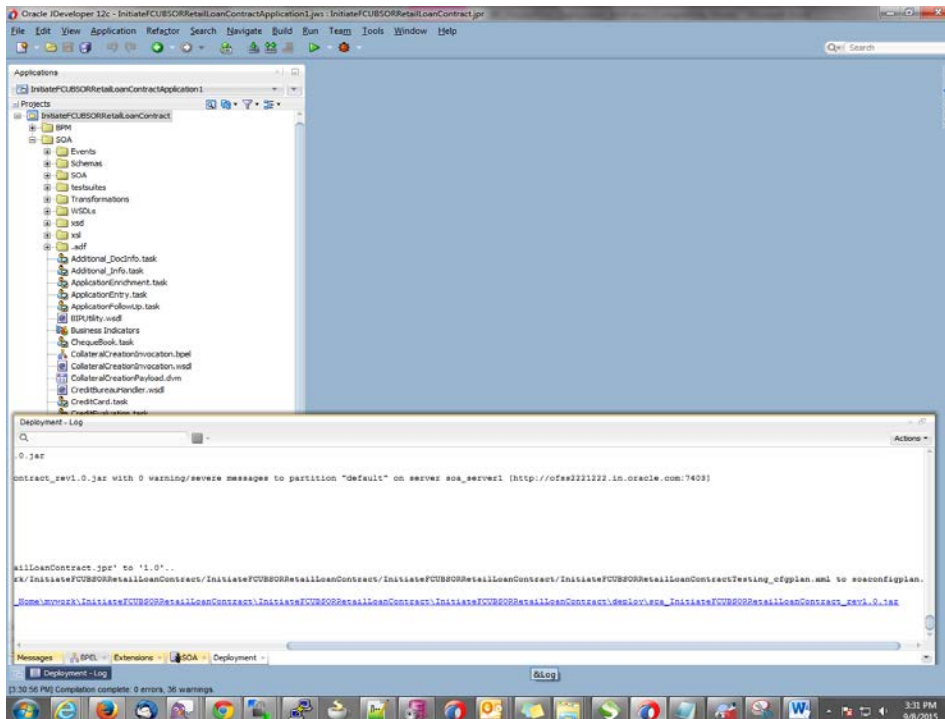 Oracle JDeveloper 12c - InitiateFCUBSORRetailLoanContractApplication1.jws : InitiateFCUBSORRetailLoanContract.jpr
File Edit View Application Refactor Search Navigate Build Run Team Tools Window Help
Search
Applications
InitiateFCUBSORRetailLoanContractApplication1
Projects
InitiateFCUBSORRetailLoanContract
BPM
SOA
Events
Schemas
SOA
testsuites
Transformations
WSDLs
xsd
xsl
.adf
Additional_DocInfo.task
Additional_Info.task
ApplicationEnrichment.task
ApplicationEntry.task
ApplicationFollowUp.task
BIPUtility.wsdl
Business Indicators
ChequeBook.task
CollateralCreationInvocation.bpel
CollateralCreationInvocation.wsdl
CollateralCreationPayload.dvm
CreditBureauHandler.wsdl
CreditCard.task
CreditEvaluation.task
Deployment - Log
Actions
.0.jar
ontract_rev1.0.jar with 0 warning/severe messages to partition "default" on server soa_server1 [http://ofss2221222.in.oracle.com:7403]
ailLoanContract.jpr' to '1.0'..
rk/InitiateFCUBSORRetailLoanContract/InitiateFCUBSORRetailLoanContract/InitiateFCUBSORRetailLoanContractTesting_cfgplan.xml to soaconfigplan.
_Home\mywork\InitiateFCUBSORRetailLoanContract\InitiateFCUBSORRetailLoanContract\deploy\sca_InitiateFCUBSORRetailLoanContract_rev1.0.jar
Messages BPEL Extensions SOA Deployment
Deployment - Log
&Log
[3:30:56 PM] Compilation complete: 0 errors, 36 warnings.
3:31 PM
9/8/2015